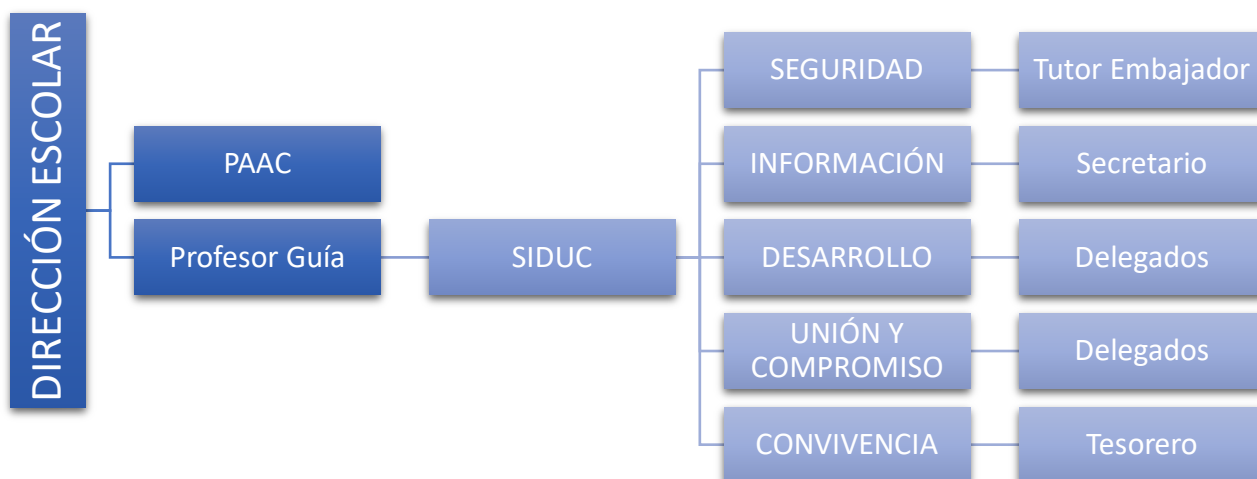 DIRECCIÓN ESCOLAR
PAAC
Profesor Guía
SIDUC
SEGURIDAD
Tutor Embajador
INFORMACIÓN
Secretario
DESARROLLO
Delegados
UNIÓN Y
COMPROMISO
Delegados
CONVIVENCIA
Tesorero